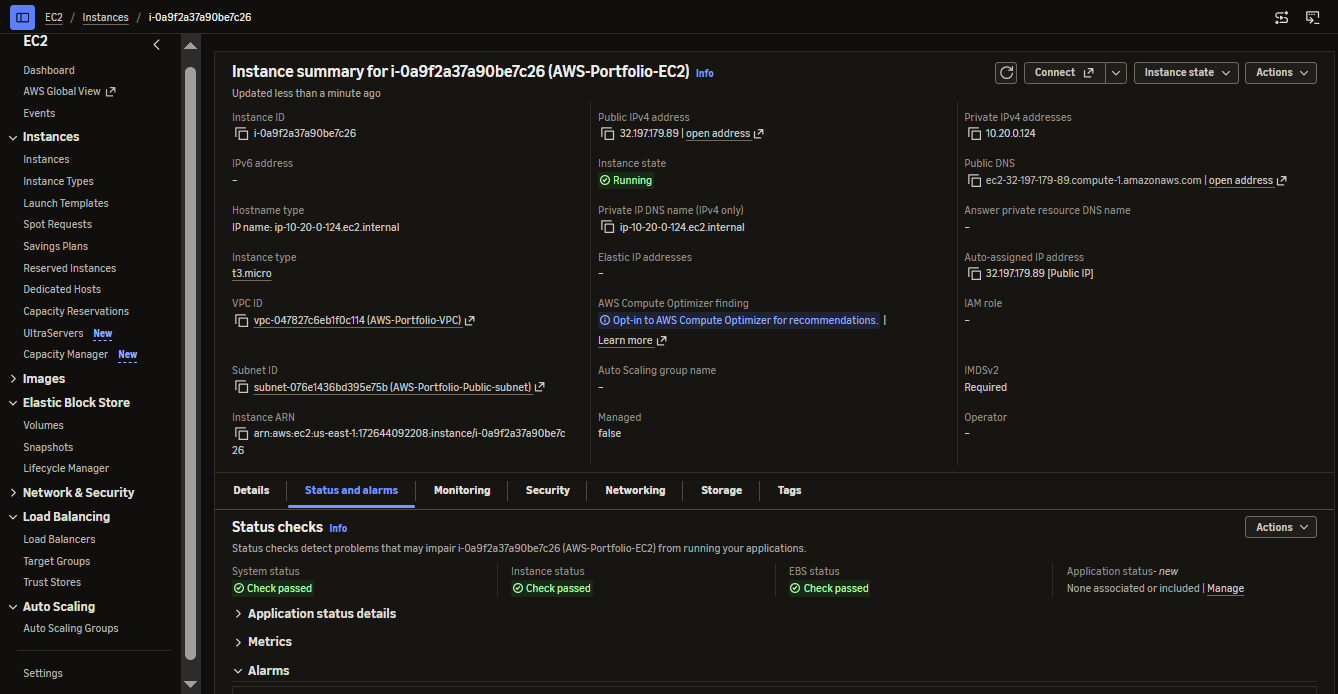 EC2 / Instances / i-0a9f2a37a90be7c26
EC2
Dashboard
AWS Global View
Events
Instances
Instances
Instance Types
Launch Templates
Spot Requests
Savings Plans
Reserved Instances
Dedicated Hosts
Capacity Reservations
UltraServers New
Capacity Manager New
Images
Elastic Block Store
Volumes
Snapshots
Lifecycle Manager
Network & Security
Load Balancing
Load Balancers
Target Groups
Trust Stores
Auto Scaling
Auto Scaling Groups
Settings
Instance summary for i-0a9f2a37a90be7c26 (AWS-Portfolio-EC2) Info
Updated less than a minute ago
Connect
Instance state
Actions
Instance ID
i-0a9f2a37a90be7c26
IPv6 address
–
Hostname type
IP name: ip-10-20-0-124.ec2.internal
Instance type
t3.micro
VPC ID
vpc-047827c6eb1f0c114 (AWS-Portfolio-VPC)
Subnet ID
subnet-076e1436bd395e75b (AWS-Portfolio-Public-subnet)
Instance ARN
arn:aws:ec2:us-east-1:172644092208:instance/i-0a9f2a37a90be7c
26
Public IPv4 address
32.197.179.89 | open address
Instance state
Running
Private IP DNS name (IPv4 only)
ip-10-20-0-124.ec2.internal
Elastic IP addresses
–
AWS Compute Optimizer finding
Opt-in to AWS Compute Optimizer for recommendations. |
Learn more
Auto Scaling group name
–
Managed
false
Private IPv4 addresses
10.20.0.124
Public DNS
ec2-32-197-179-89.compute-1.amazonaws.com | open address
Answer private resource DNS name
–
Auto-assigned IP address
32.197.179.89 [Public IP]
IAM role
–
IMDSv2
Required
Operator
–
Details
Status and alarms
Monitoring
Security
Networking
Storage
Tags
Status checks Info
Actions
Status checks detect problems that may impair i-0a9f2a37a90be7c26 (AWS-Portfolio-EC2) from running your applications.
System status
Check passed
Instance status
Check passed
EBS status
Check passed
Application status- new
None associated or included | Manage
Application status details
Metrics
Alarms